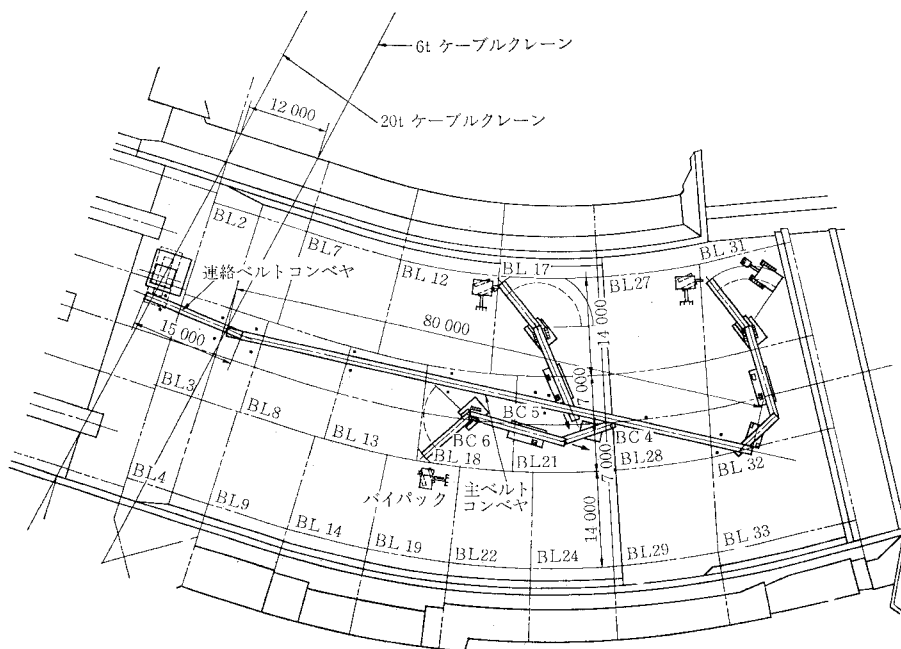 6t ケーブルクレーン
12 000
20t ケーブルクレーン
BL2
BL7
BL 12
BL 17
BL27
BL 31
連絡ベルトコンベヤ
15 000
80 000
14 000
7 000
BL3
BL8
BL 13
BC 5
BC 6
BC 4
BL 18
BL21
BL28
BL 32
バイバック
主ベルト
コンベヤ
7 000
14 000
BL4
BL9
BL 14
BL 19
BL22
BL24
BL29
BL 33